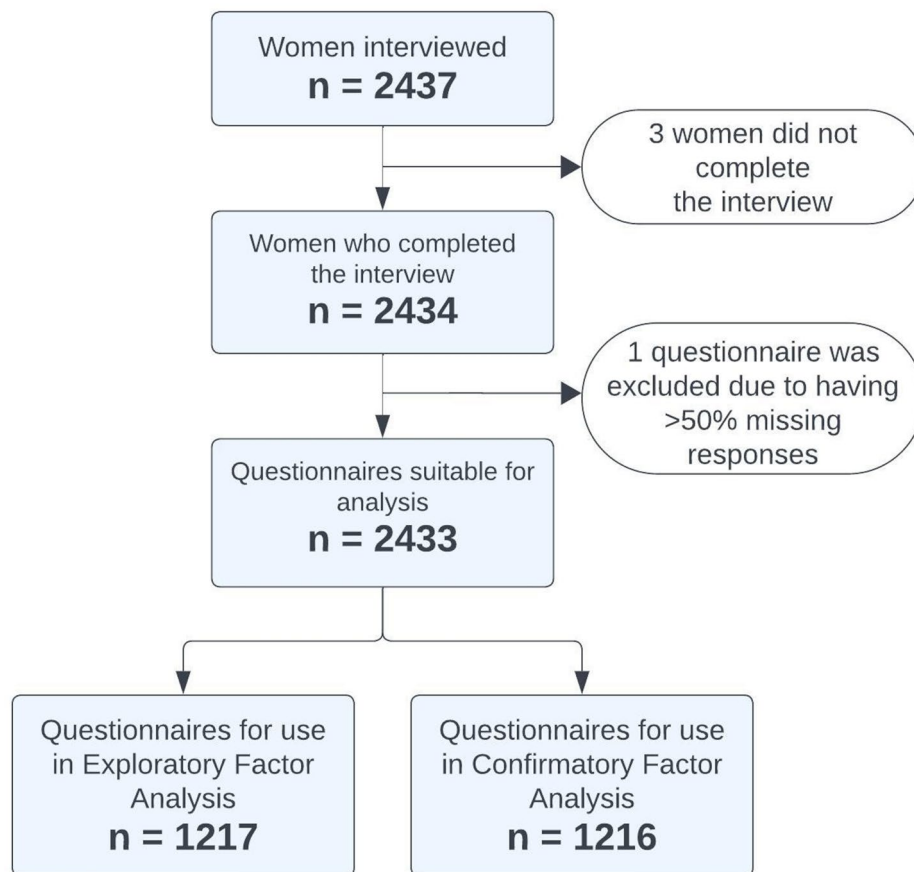 Women interviewed
n = 2437
3 women did not
complete
the interview
Women who completed
the interview
n = 2434
1 questionnaire was
excluded due to having
>50% missing
responses
Questionnaires suitable for
analysis
n = 2433
Questionnaires for use
in Exploratory Factor
Analysis
n = 1217
Questionnaires for use
in Confirmatory Factor
Analysis
n = 1216